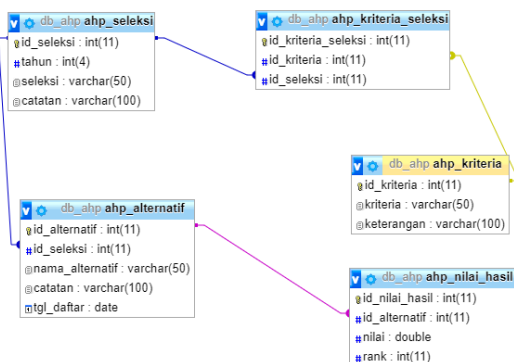 db_ahp ahp_seleksi
id_seleksi : int(11)
tahun : int(4)
seleksi : varchar(50)
catatan : varchar(100)
db_ahp ahp_kriteria_seleksi
id_kriteria_seleksi : int(11)
id_kriteria : int(11)
id_seleksi : int(11)
db_ahp ahp_kriteria
id_kriteria : int(11)
kriteria : varchar(50)
keterangan : varchar(100)
db_ahp ahp_alternatif
id_alternatif : int(11)
id_seleksi : int(11)
nama_alternatif : varchar(50)
catatan : varchar(100)
tgl_daftar : date
db_ahp ahp_nilai_hasil
id_nilai_hasil : int(11)
id_alternatif : int(11)
nilai : double
rank : int(11)